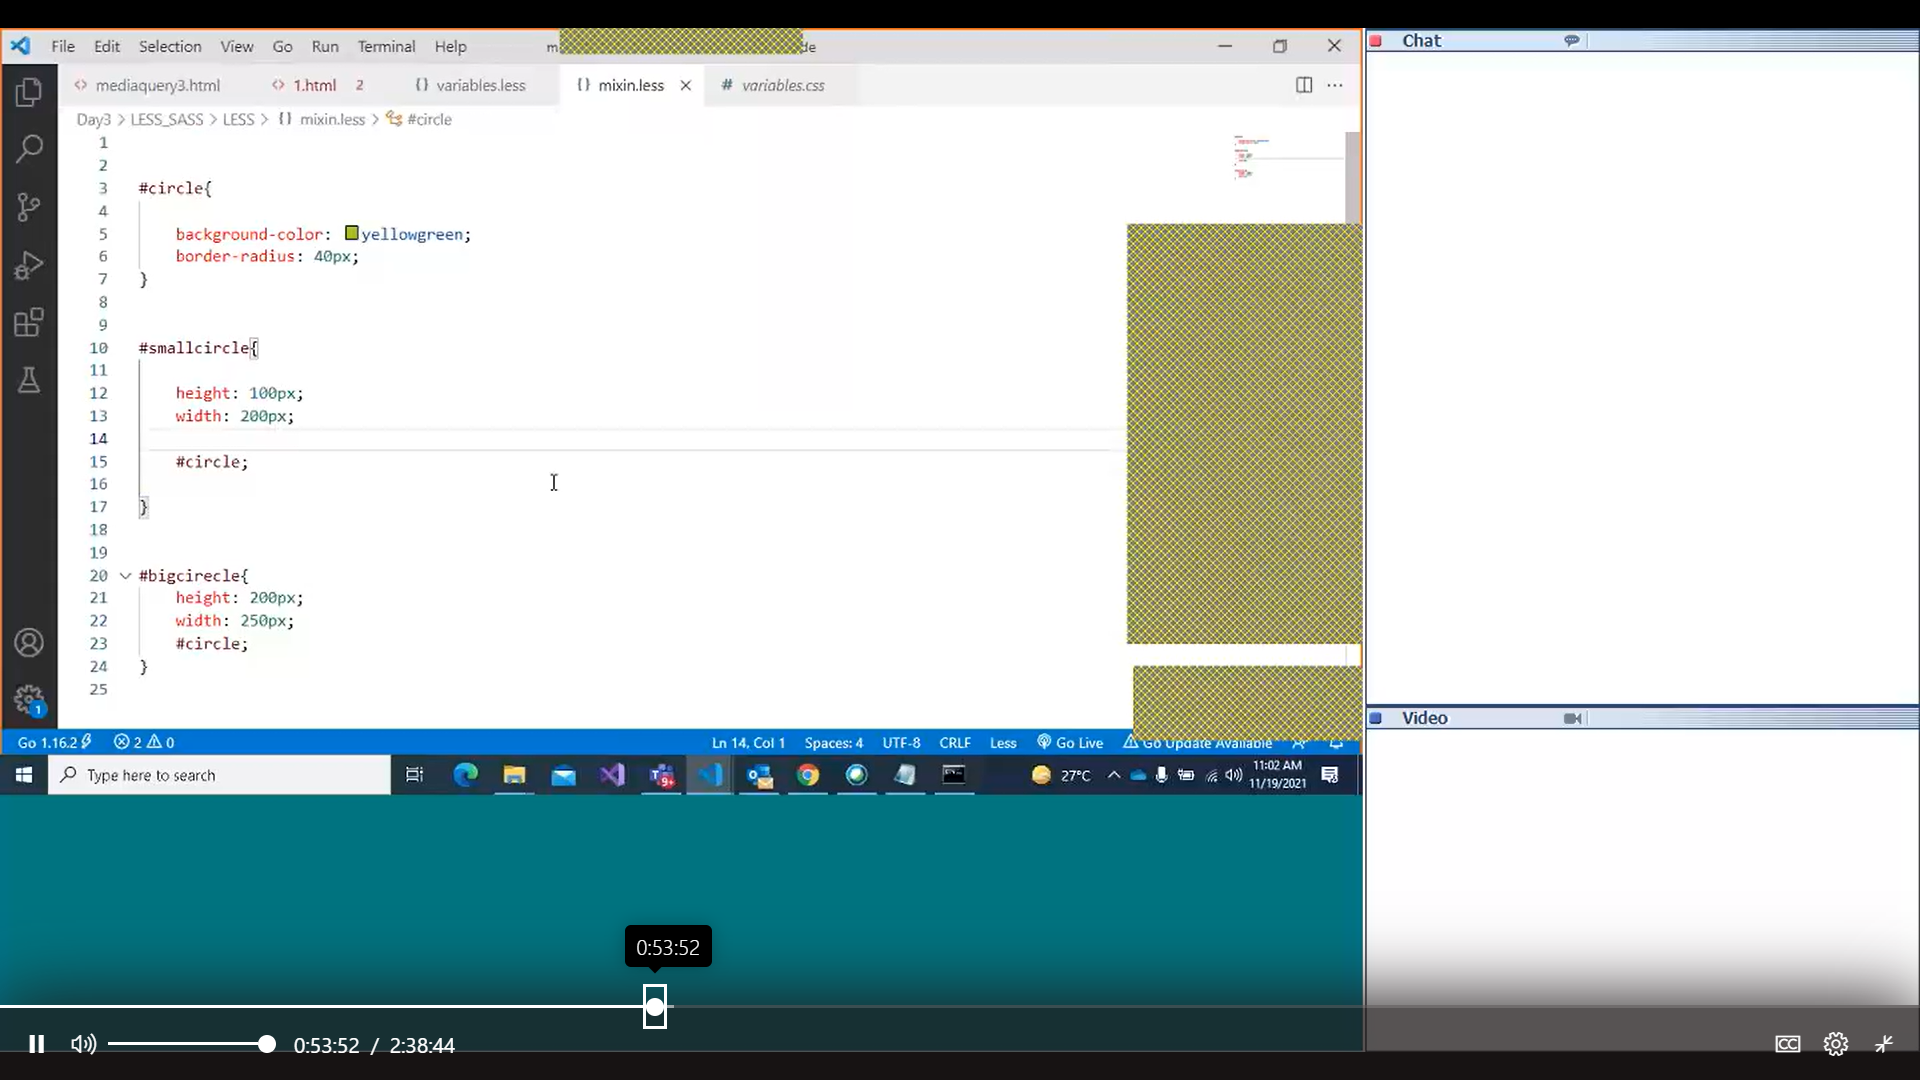 File Edit Selection View Go Run Terminal Help m de
mediaquery3.html 1.html 2 variables.less mixin.less variables.css
Day3 > LESS_SASS > LESS > {} mixin.less > #circle
1
2
3 #circle{
4
5 background-color: yellowgreen;
6 border-radius: 40px;
7 }
8
9
10 #smallcircle{
11
12 height: 100px;
13 width: 200px;
14
15 #circle;
16
17 }
18
19
20 #bigcirecle{
21 height: 200px;
22 width: 250px;
23 #circle;
24 }
25
Go 1.16.2 2 0 Ln 14, Col 1 Spaces: 4 UTF-8 CRLF Less Go Live Go Update Available
Type here to search 27°C 11:02 AM
11/19/2021
Chat
Video
0:53:52
0:53:52 / 2:38:44
CC